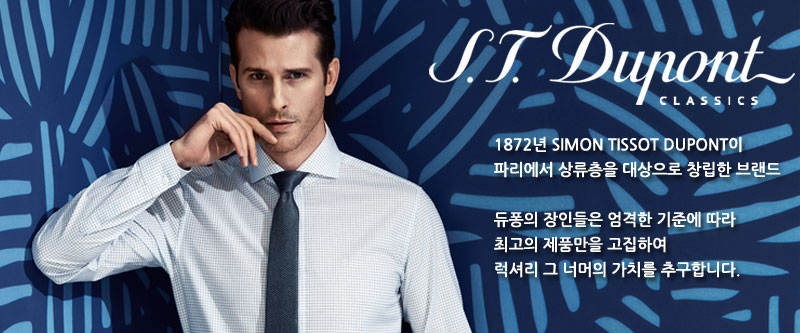 S.T. Dupont
CLASSICS
1872년 SIMON TISSOT DUPONT이
파리에서 상류층을 대상으로 창립한 브랜드
듀퐁의 장인들은 엄격한 기준에 따라
최고의 제품만을 고집하여
럭셔리 그 너머의 가치를 추구합니다.